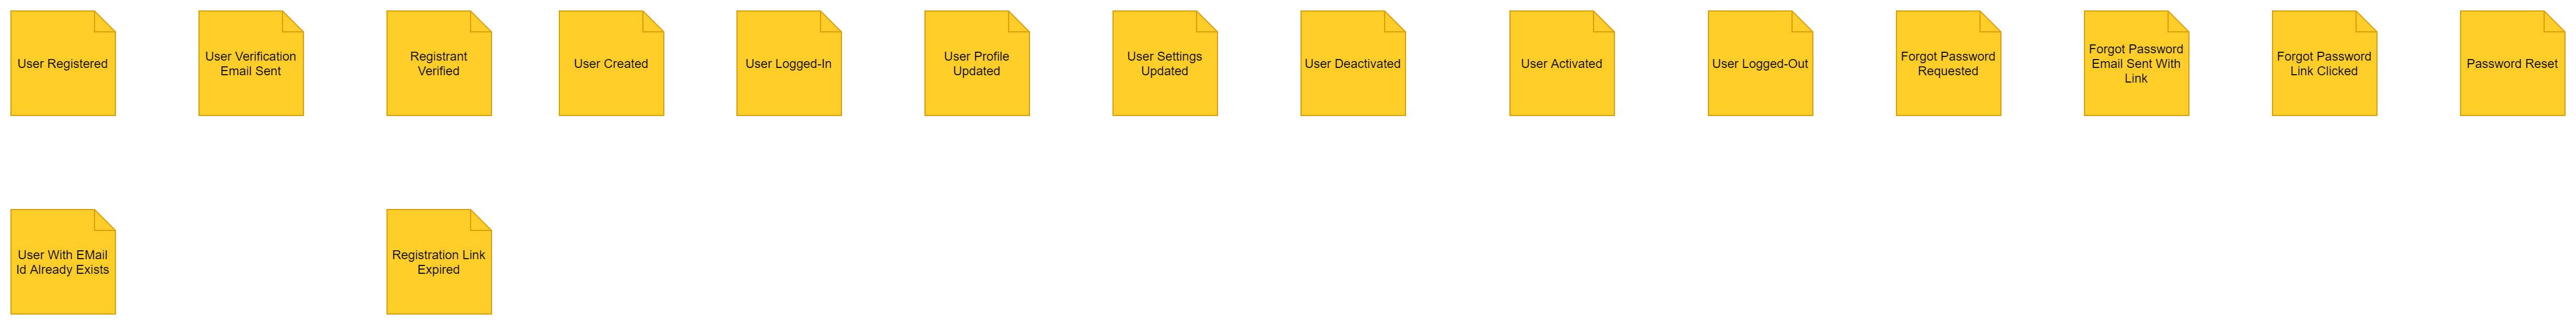 User Registered
User Verification
Email Sent
Registrant
Verified
User Created
User Logged-In
User Profile
Updated
User Settings
Updated
User Deactivated
User Activated
User Logged-Out
Forgot Password
Requested
Forgot Password
Email Sent With
Link
Forgot Password
Link Clicked
Password Reset
User With EMail
Id Already Exists
Registration Link
Expired